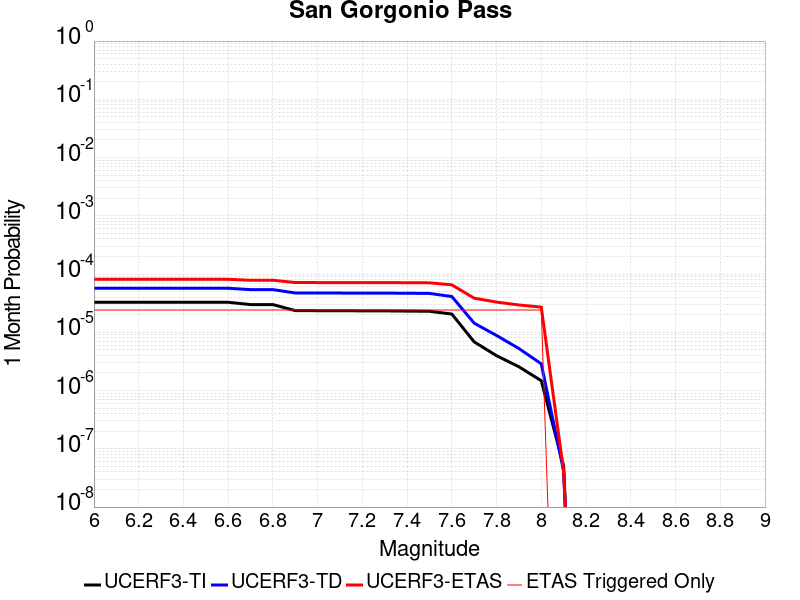 San Gorgonio Pass
10^0
10^-1
10^-2
10^-3
10^-4
10^-5
10^-6
10^-7
10^-8
1 Month Probability
6 6.2 6.4 6.6 6.8 7 7.2 7.4 7.6 7.8 8 8.2 8.4 8.6 8.8 9
Magnitude
UCERF3-TI UCERF3-TD UCERF3-ETAS ETAS Triggered Only